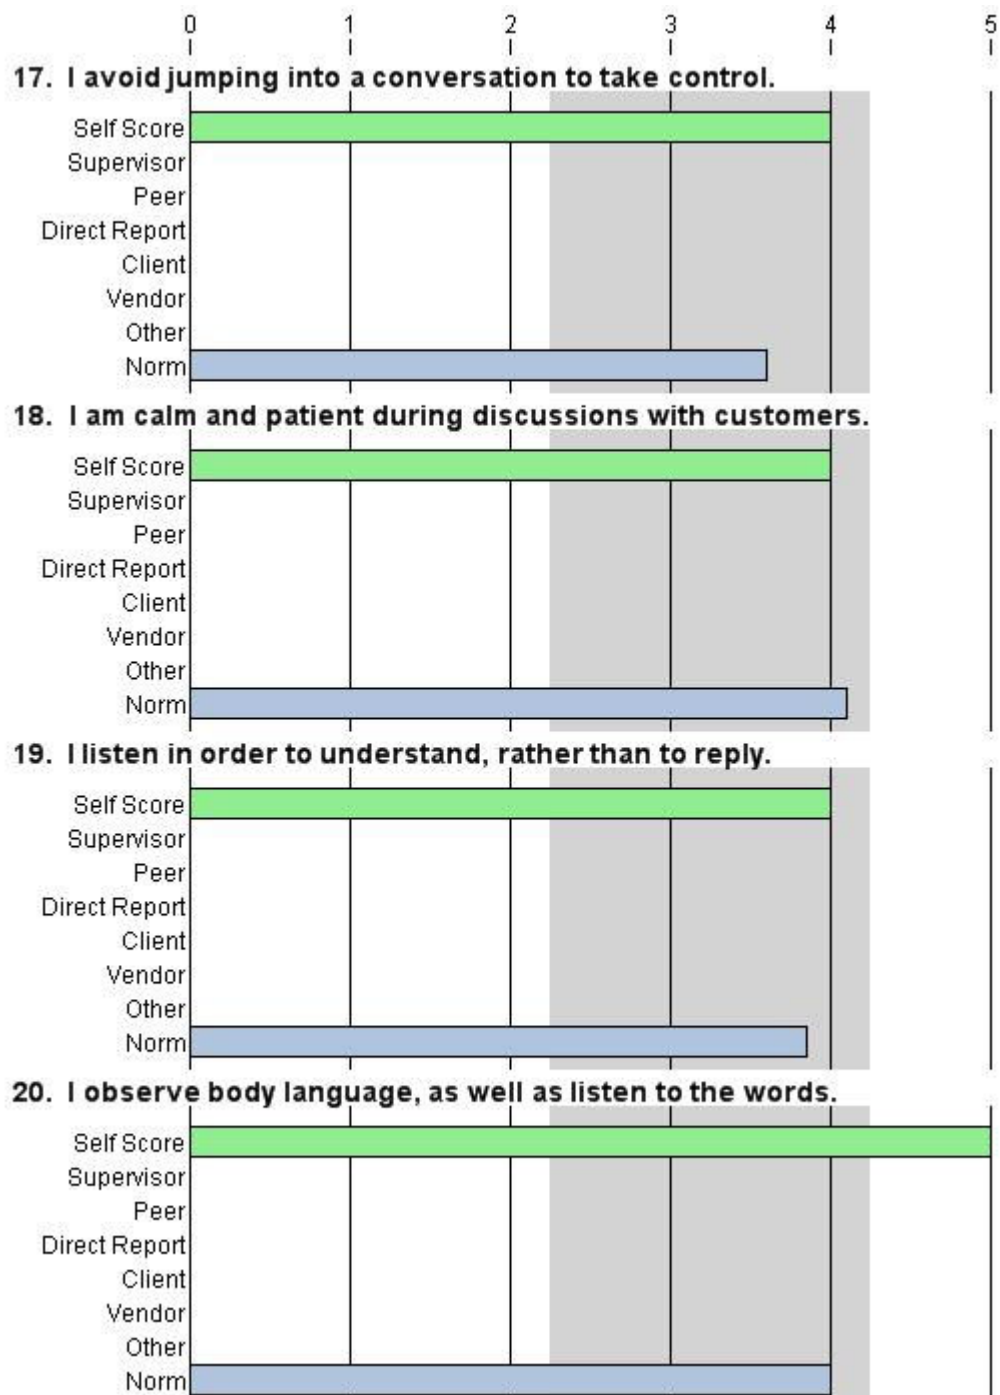 0 1 2 3 4 5
17. I avoid jumping into a conversation to take control.
Self Score
Supervisor
Peer
Direct Report
Client
Vendor
Other
Norm
18. I am calm and patient during discussions with customers.
Self Score
Supervisor
Peer
Direct Report
Client
Vendor
Other
Norm
19. I listen in order to understand, rather than to reply.
Self Score
Supervisor
Peer
Direct Report
Client
Vendor
Other
Norm
20. I observe body language, as well as listen to the words.
Self Score
Supervisor
Peer
Direct Report
Client
Vendor
Other
Norm